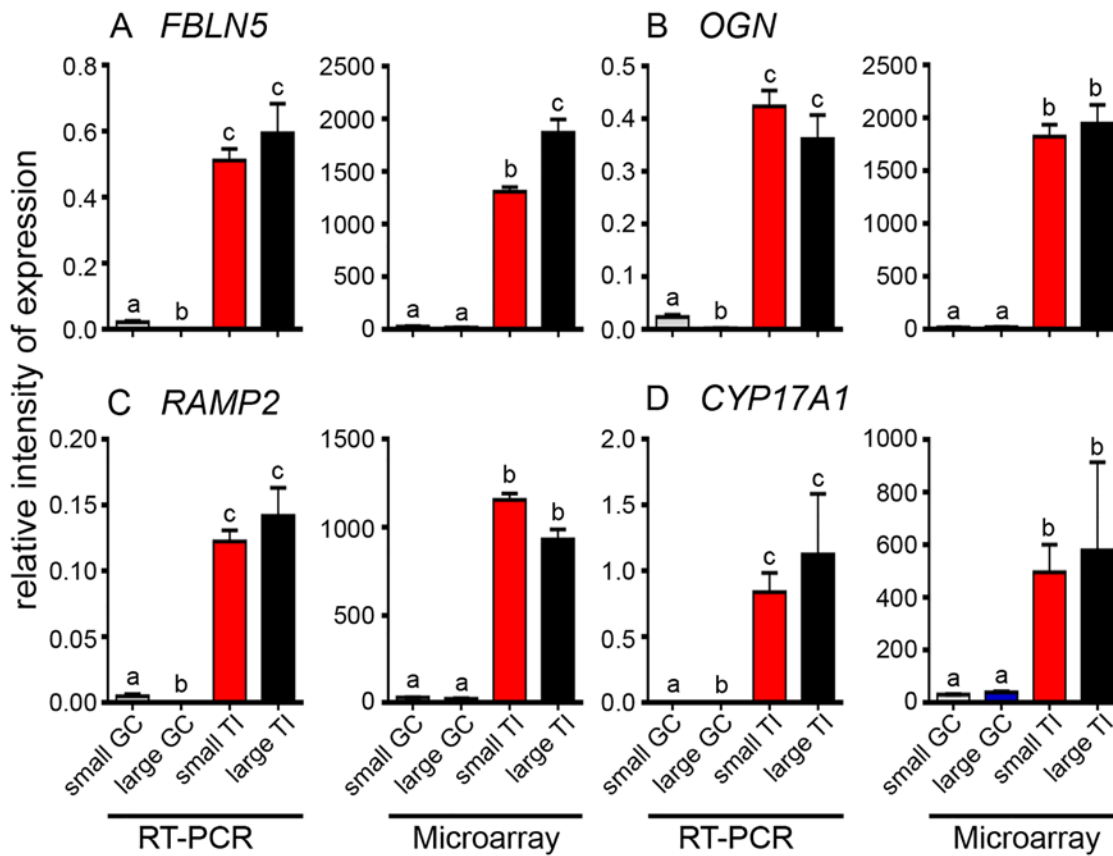 A FBLN5
B OGN
relative intensity of expression
0.8
0.6
0.4
0.2
0.0
a b c c
2500
2000
1500
1000
500
0
a a b c
0.5
0.4
0.3
0.2
0.1
0.0
a b c c
2500
2000
1500
1000
500
0
a a b b
C RAMP2
D CYP17A1
0.20
0.15
0.10
0.05
0.00
a b c c
1500
1000
500
0
a a b b
2.0
1.5
1.0
0.5
0.0
a b c c
1000
800
600
400
200
0
a a b b
small GC
large GC
small TI
large TI
small GC
large GC
small TI
large TI
small GC
large GC
small TI
large TI
small GC
large GC
small TI
large TI
RT-PCR
Microarray
RT-PCR
Microarray